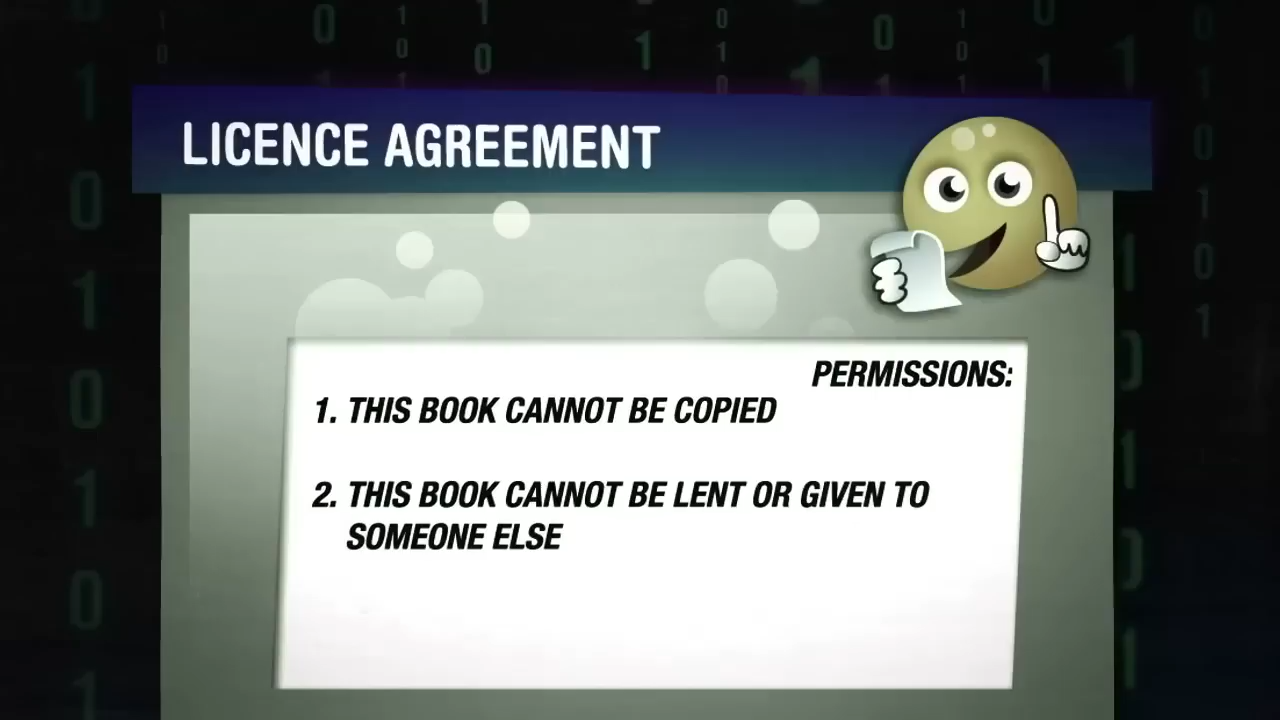 LICENCE AGREEMENT
PERMISSIONS:
1. THIS BOOK CANNOT BE COPIED
2. THIS BOOK CANNOT BE LENT OR GIVEN TO
SOMEONE ELSE